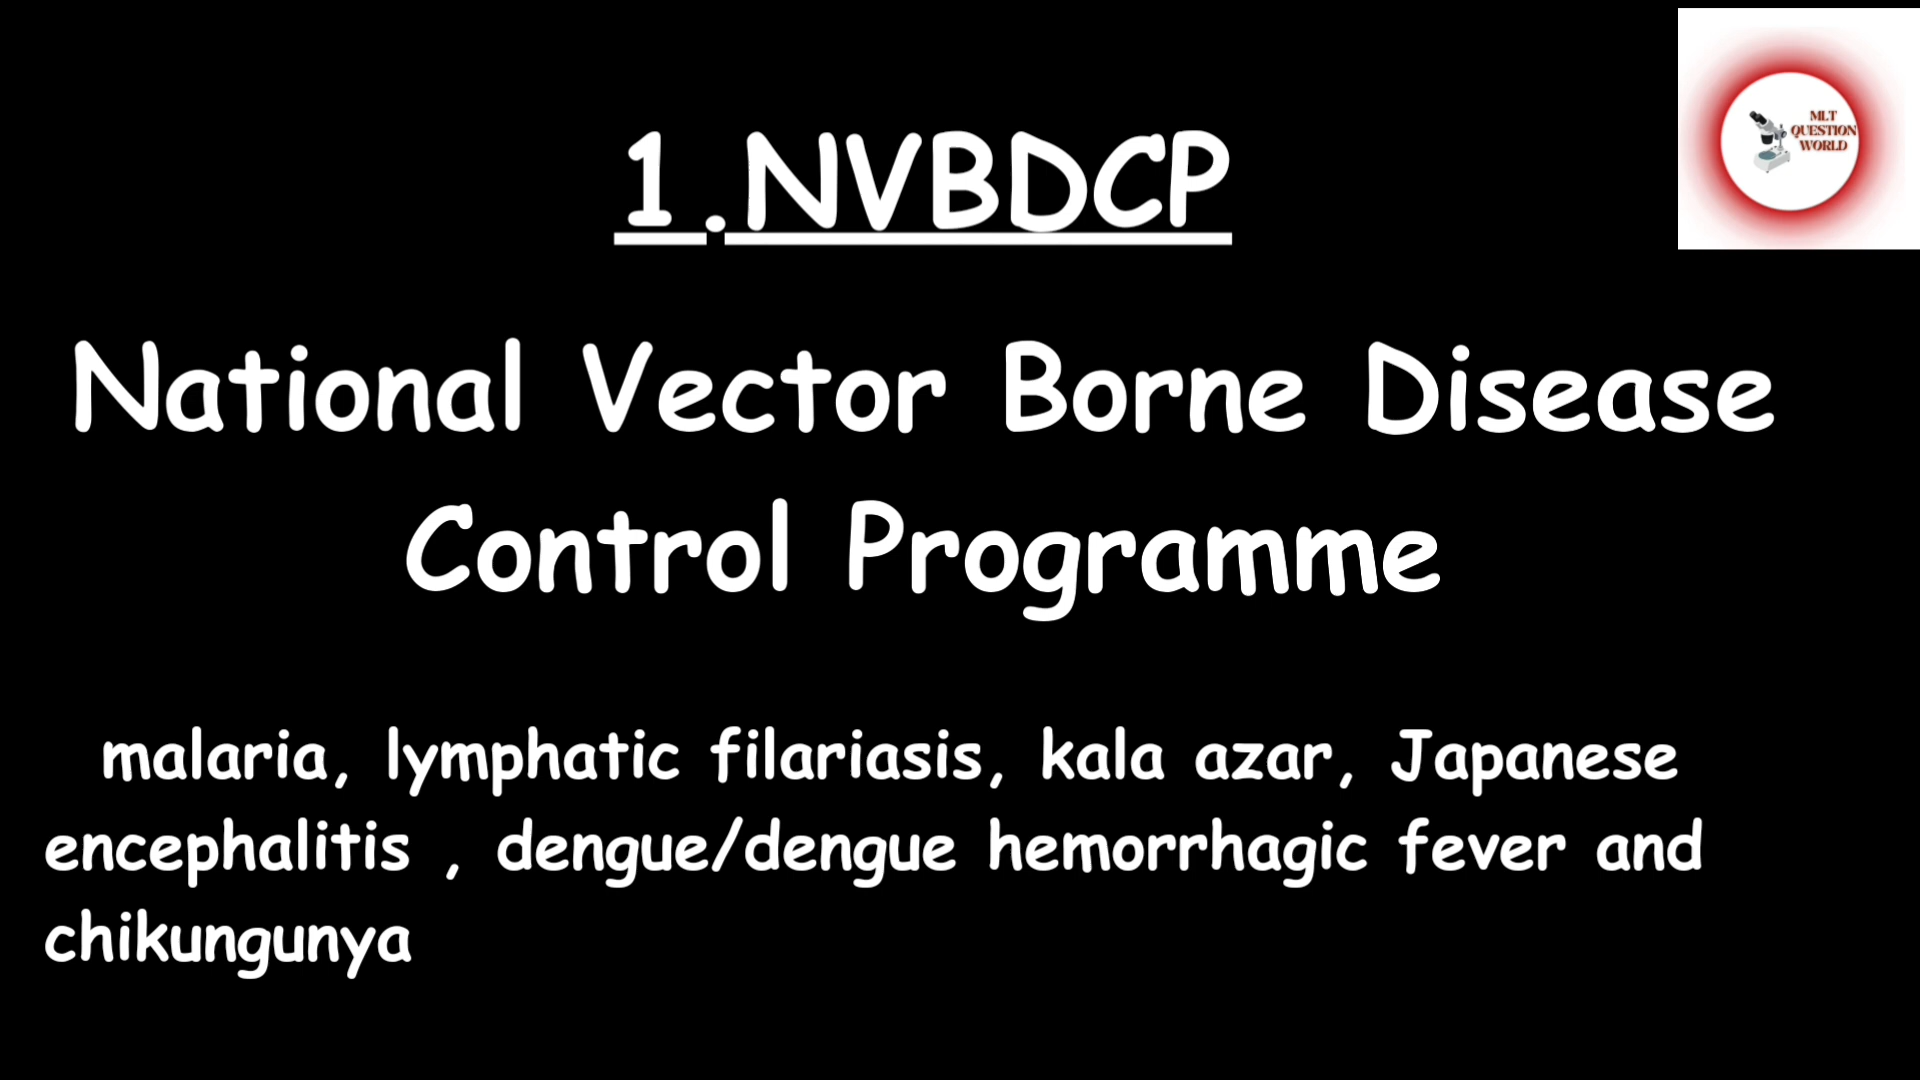 1.NVBDCP
MLT
QUESTION
WORLD
National Vector Borne Disease
Control Programme
malaria, lymphatic filariasis, kala azar, Japanese
encephalitis , dengue/dengue hemorrhagic fever and
chikungunya